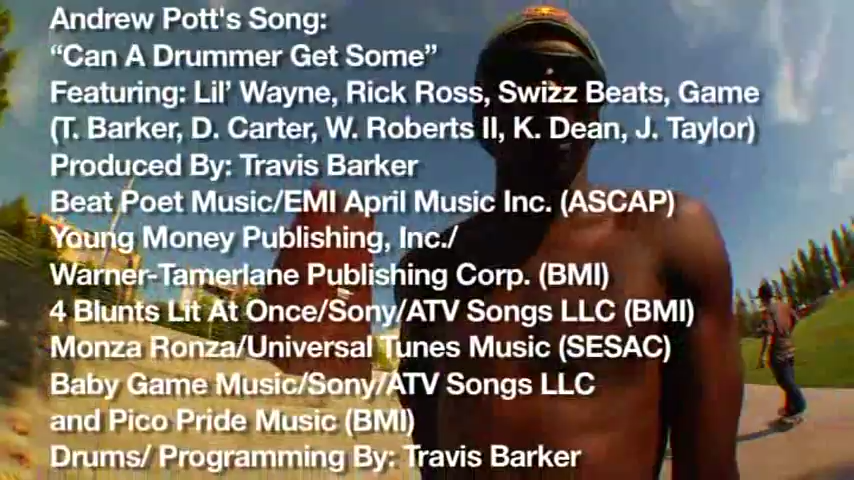 Andrew Pott's Song:
“Can A Drummer Get Some”
Featuring: Lil’ Wayne, Rick Ross, Swizz Beats, Game
(T. Barker, D. Carter, W. Roberts II, K. Dean, J. Taylor)
Produced By: Travis Barker
Beat Poet Music/EMI April Music Inc. (ASCAP)
Young Money Publishing, Inc./
Warner-Tamerlane Publishing Corp. (BMI)
4 Blunts Lit At Once/Sony/ATV Songs LLC (BMI)
Monza Ronza/Universal Tunes Music (SESAC)
Baby Game Music/Sony/ATV Songs LLC
and Pico Pride Music (BMI)
Drums/ Programming By: Travis Barker